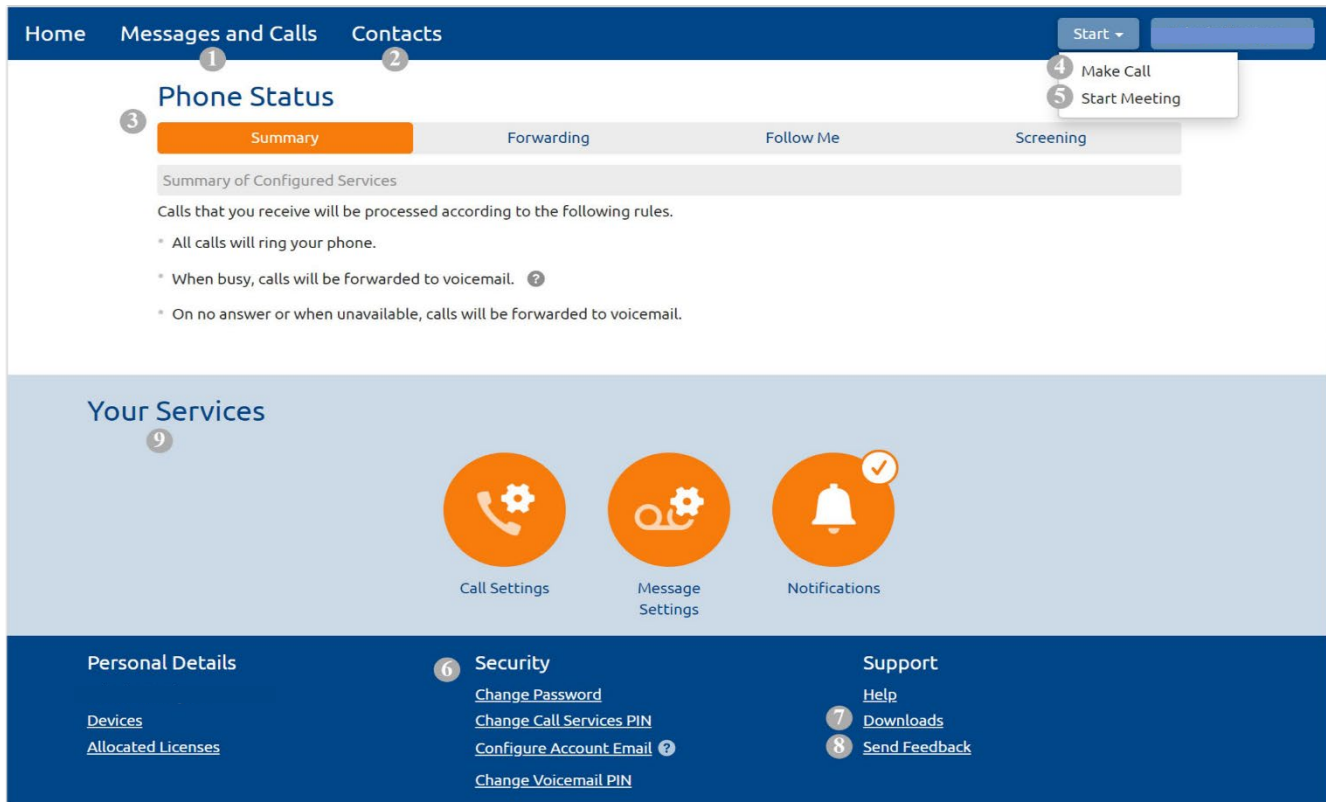 Home Messages and Calls Contacts Start
1 2
4 Make Call
5 Start Meeting
Phone Status
3
Summary Forwarding Follow Me Screening
Summary of Configured Services
Calls that you receive will be processed according to the following rules.
All calls will ring your phone.
When busy, calls will be forwarded to voicemail. ?
On no answer or when unavailable, calls will be forwarded to voicemail.
Your Services
9
Call Settings Message Settings Notifications
Personal Details
Devices
Allocated Licenses
6 Security
Change Password
Change Call Services PIN
Configure Account Email ?
Change Voicemail PIN
Support
Help
7 Downloads
8 Send Feedback